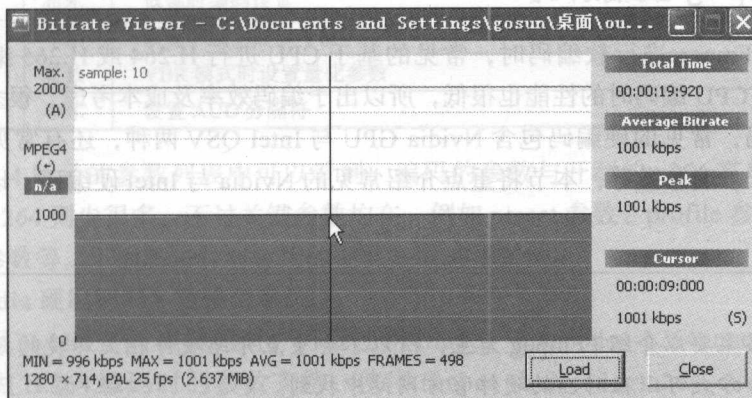 Bitrate Viewer - C:\Documents and Settings\gosun\桌面\ou...
Max.
sample: 10
2000
(A)
MPEG4
(-)
n/a
1000
0
Total Time
00:00:19:920
Average Bitrate
1001 kbps
Peak
1001 kbps
Cursor
00:00:09:000
1001 kbps (S)
MIN = 996 kbps MAX = 1001 kbps AVG = 1001 kbps FRAMES = 498
1280 × 714, PAL 25 fps (2.637 MiB)
Load
Close